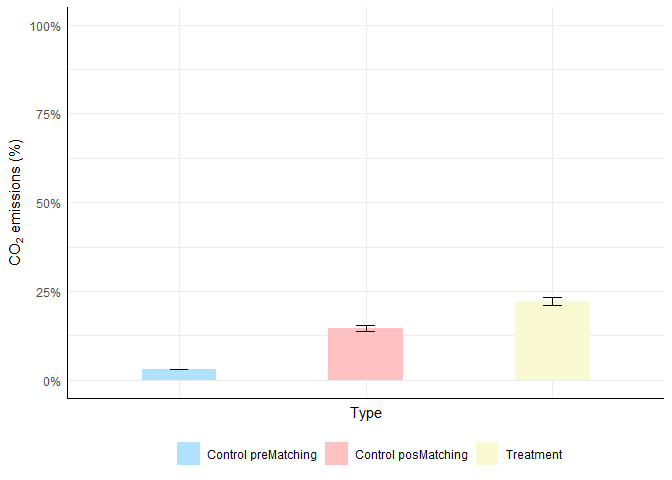 100%
75%
50%
25%
0%
CO₂ emissions (%)
Type
Control preMatching
Control posMatching
Treatment